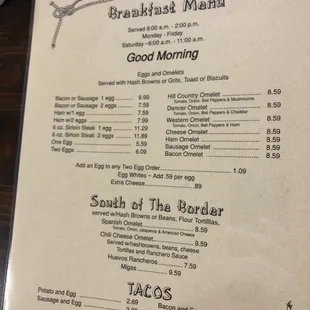 Breakfast Menu
Served 6:00 a.m. - 2:00 p.m.
Monday - Friday
Saturday ~6:00 a.m. - 11:00 a.m.
Good Morning
Eggs and Omelets
Served with Hash Browns or Grits, Toast or Biscuits
Bacon or Sausage 1 egg 6.99
Bacon or Sausage 2 eggs 7.59
Ham w/1 egg 7.59
Ham w/2 eggs 7.99
6 oz. Sirloin Steak 1 egg 11.29
6 oz. Sirloin Steak 2 eggs 11.89
One Egg 5.59
Two Eggs 6.09
Hill Country Omelet 8.59
Tomato, Onion, Bell Peppers & Mushrooms
Denver Omelet 8.59
Tomato, Onion, Bell Peppers & Cheddar
Western Omelet 8.59
Tomato, Onion, Bell Peppers & Ham
Cheese Omelet 8.59
Ham Omelet 8.59
Sausage Omelet 8.59
Bacon Omelet 8.59
Add an Egg to any Two Egg Order 1.09
Egg Whites ~ Add .59 per egg
Extra Cheese .89
South of The Border
served w/Hash Browns or Beans, Flour Tortillas,
Spanish Omelet 8.59
Tomato, Onion, Jalapenos & American Cheese
Chili Cheese Omelet 9.59
Served w/hashbrowns, beans, cheese
Tortillas and Ranchero Sauce
Huevos Rancheros 7.59
Migas 9.59
TACOS
Potato and Egg 2.69
Sausage and Egg
Bacon and